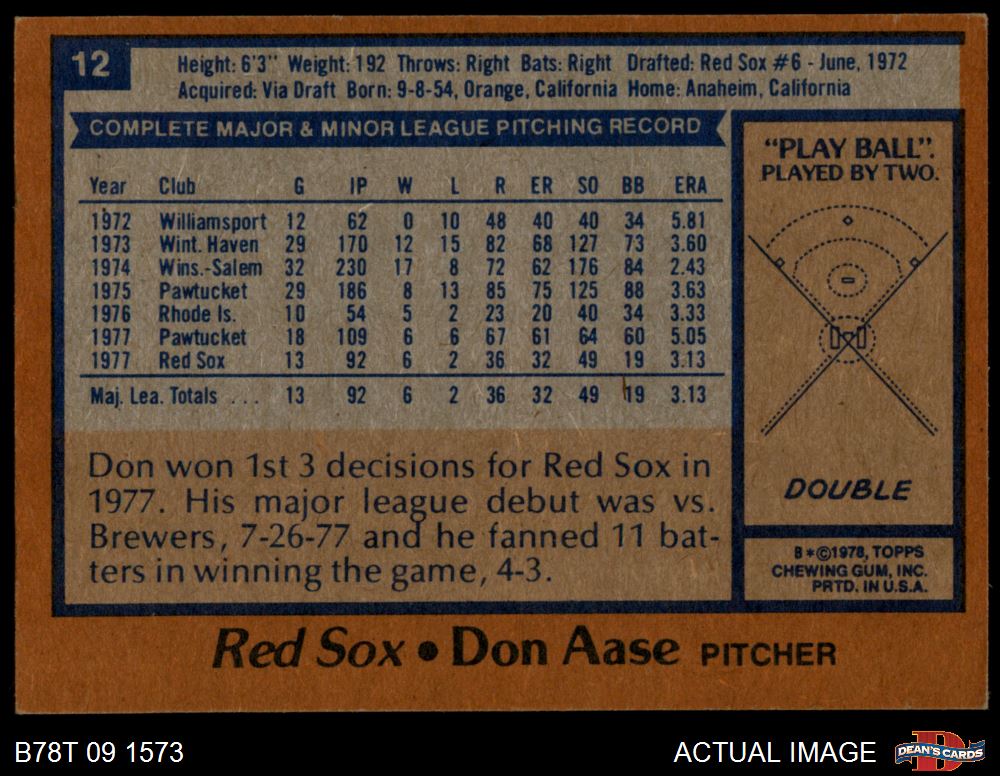 12
Height: 6'3" Weight: 192 Throws: Right Bats: Right Drafted: Red Sox #6 - June, 1972
Acquired: Via Draft Born: 9-8-54, Orange, California Home: Anaheim, California
COMPLETE MAJOR & MINOR LEAGUE PITCHING RECORD
Year Club G IP W L R ER SO BB ERA
1972 Williamsport 12 62 0 10 48 40 40 34 5.81
1973 Wint. Haven 29 170 12 15 82 68 127 73 3.60
1974 Wins.-Salem 32 230 17 8 72 62 176 84 2.43
1975 Pawtucket 29 186 8 13 85 75 125 88 3.63
1976 Rhode Is. 10 54 5 2 23 20 40 34 3.33
1977 Pawtucket 18 109 6 6 67 61 64 60 5.05
1977 Red Sox 13 92 6 2 36 32 49 19 3.13
Maj. Lea. Totals . . . 13 92 6 2 36 32 49 19 3.13
Don won 1st 3 decisions for Red Sox in
1977. His major league debut was vs.
Brewers, 7-26-77 and he fanned 11 bat-
ters in winning the game, 4-3.
"PLAY BALL".
PLAYED BY TWO.
DOUBLE
B*©1978, TOPPS
CHEWING GUM, INC.
PRTD. IN U.S.A.
Red Sox • Don Aase PITCHER
B78T 09 1573
ACTUAL IMAGE
D
DEAN'S CARDS